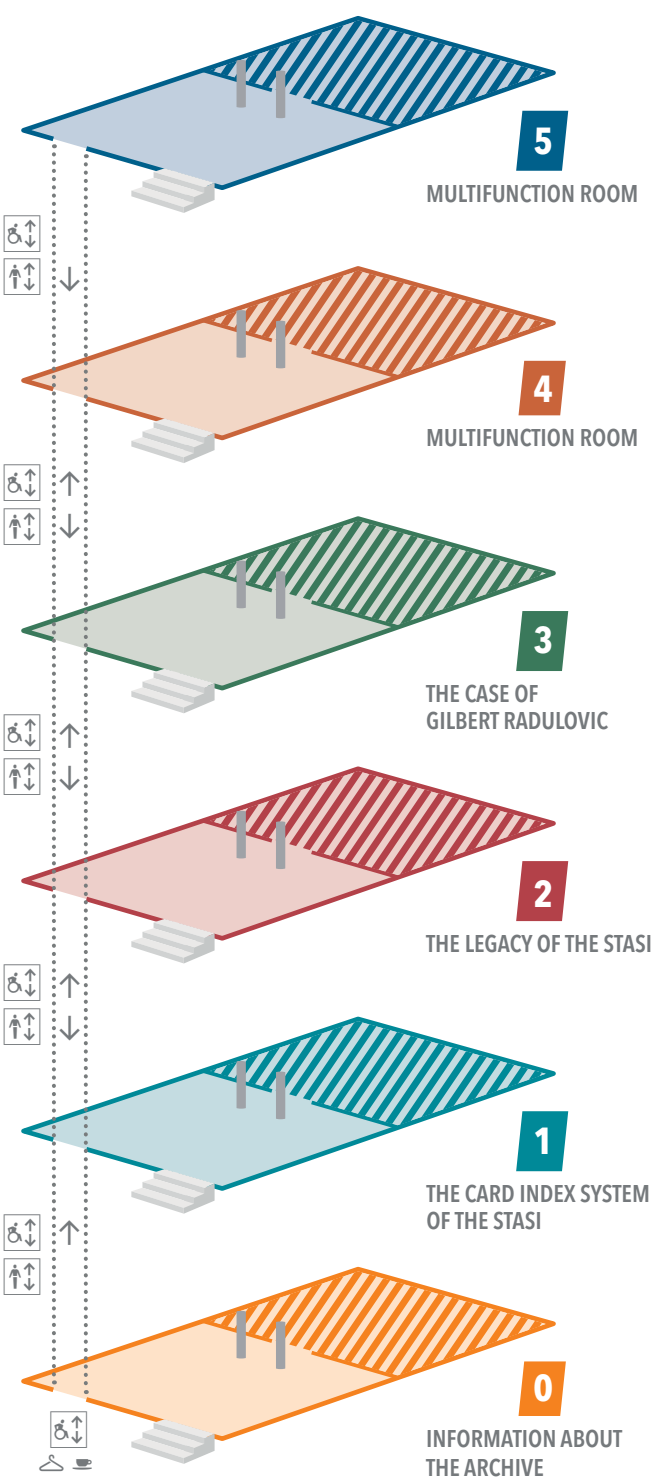 5
MULTIFUNCTION ROOM
4
MULTIFUNCTION ROOM
3
THE CASE OF
GILBERT RADULOVIC
2
THE LEGACY OF THE STASI
1
THE CARD INDEX SYSTEM
OF THE STASI
0
INFORMATION ABOUT
THE ARCHIVE